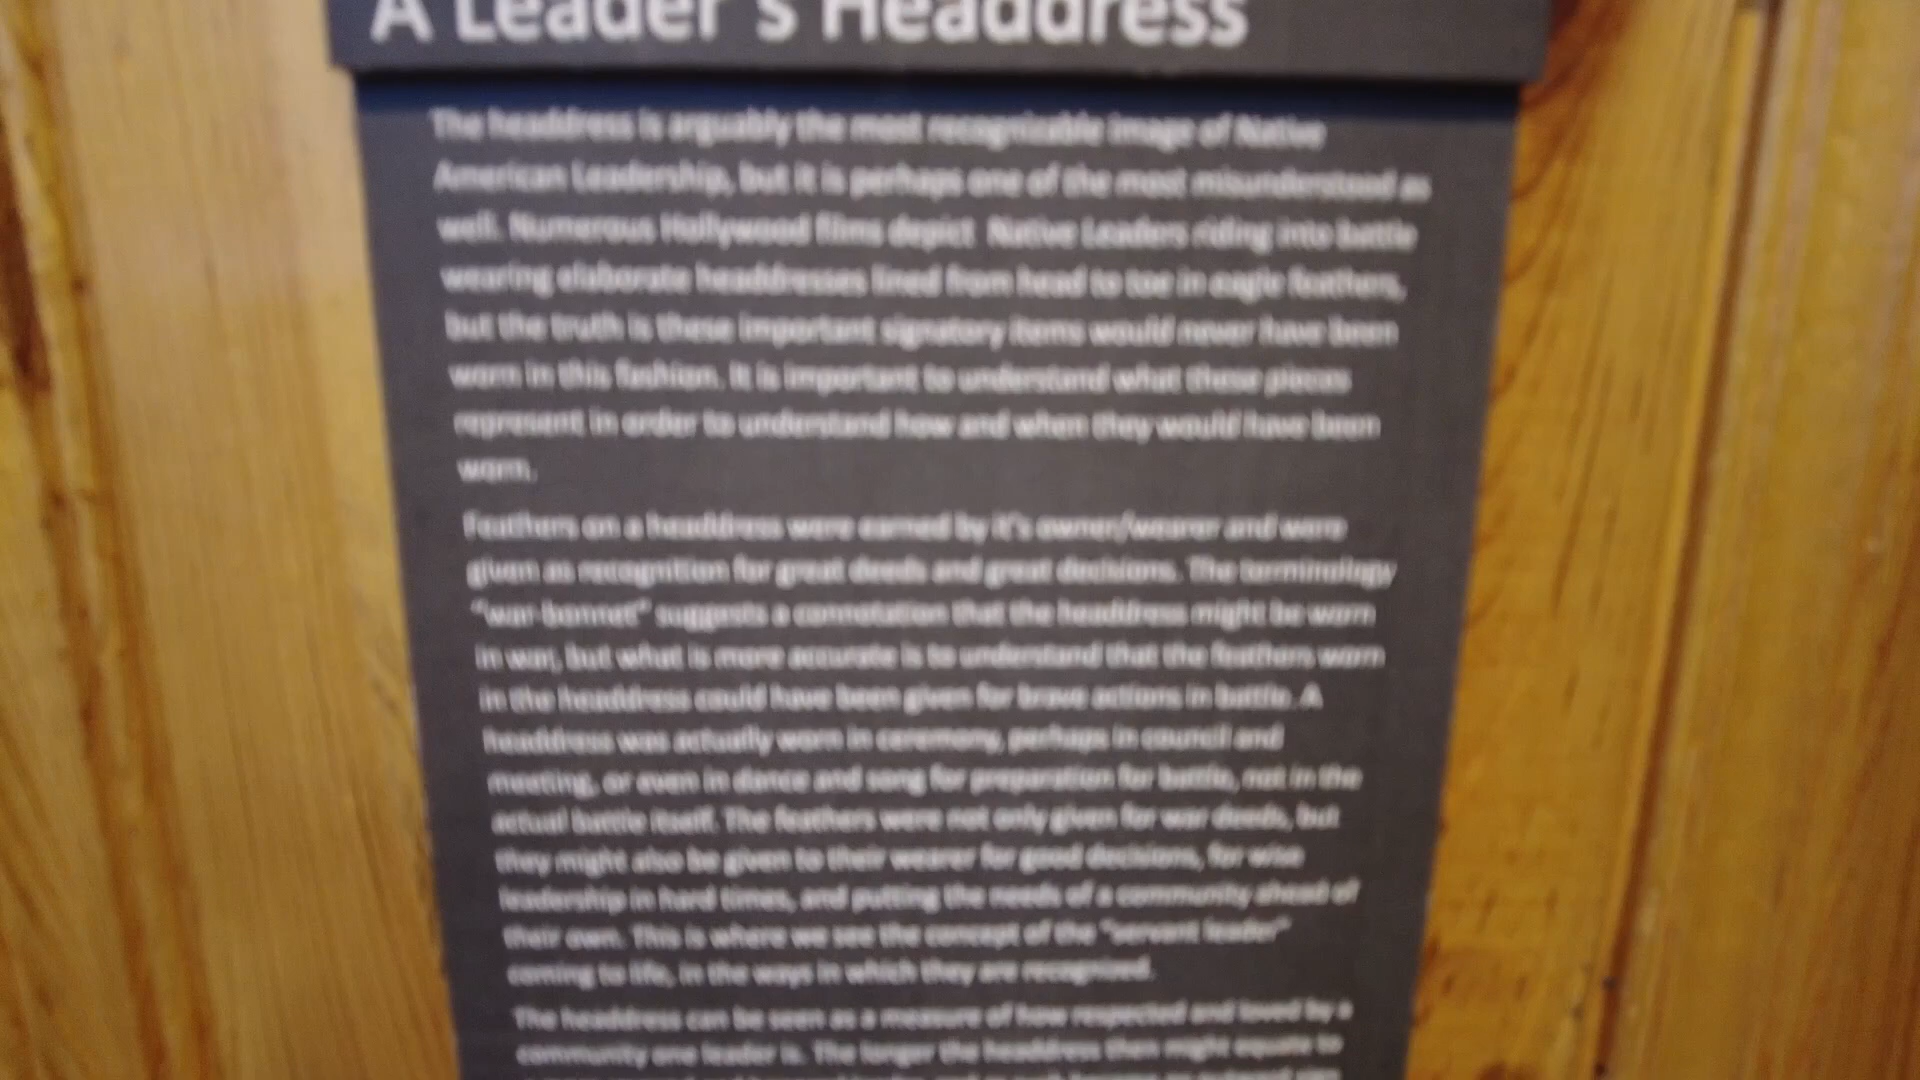 A Leader's Headdress
The headdress is arguably the most recognizable image of Native
American Leadership, but it is perhaps one of the most misunderstood as
well. Numerous Hollywood films depict Native Leaders riding into battle
wearing elaborate headdresses lined from head to toe in eagle feathers,
but the truth is these important signatory items would never have been
worn in this fashion. It is important to understand what these pieces
represent in order to understand how and when they would have been
worn.
Feathers on a headdress were earned by it's owner/wearer and were
given as recognition for great deeds and great decisions. The terminology
"war-bonnet" suggests a connotation that the headdress might be worn
in war, but what is more accurate is to understand that the feathers worn
in the headdress could have been given for brave actions in battle. A
headdress was actually worn in ceremony, perhaps in council and
meeting, or even in dance and song for preparation for battle, not in the
actual battle itself. The feathers were not only given for war deeds, but
they might also be given to their wearer for good decisions, for wise
leadership in hard times, and putting the needs of a community ahead of
their own. This is where we see the concept of the "servant leader"
coming to life, in the ways in which they are recognized.
The headdress can be seen as a measure of how respected and loved by a
community one leader is. The longer the headdress then might equate to